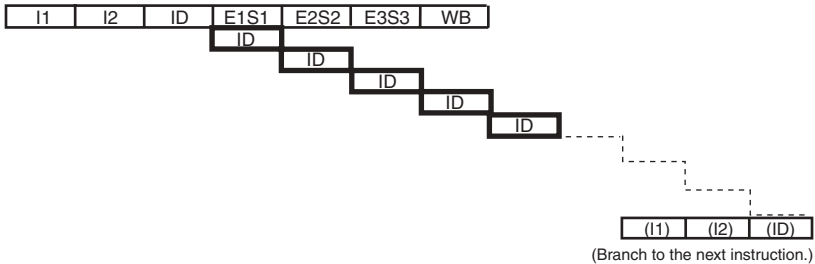 I1 I2 ID E1S1 E2S2 E3S3 WB
ID
ID
ID
ID
ID
(I1) (I2) (ID)
(Branch to the next instruction.)